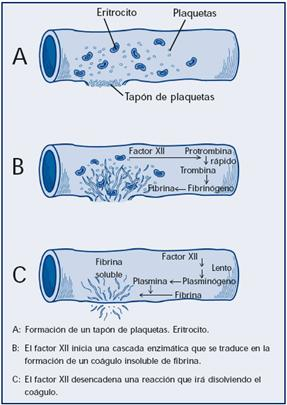 Eritrocito Plaquetas
A
Tapón de plaquetas
B
Factor XII Protrombina
rápido
Trombina
Fibrina Fibrinógeno
C
Fibrina Factor XII
soluble Lento
Plasmina Plasminógeno
Fibrina
A: Formación de un tapón de plaquetas. Eritrocito.
B: El factor XII inicia una cascada enzimática que se traduce en la
formación de un coágulo insoluble de fibrina.
C: El factor XII desencadena una reacción que irá disolviendo el
coágulo.